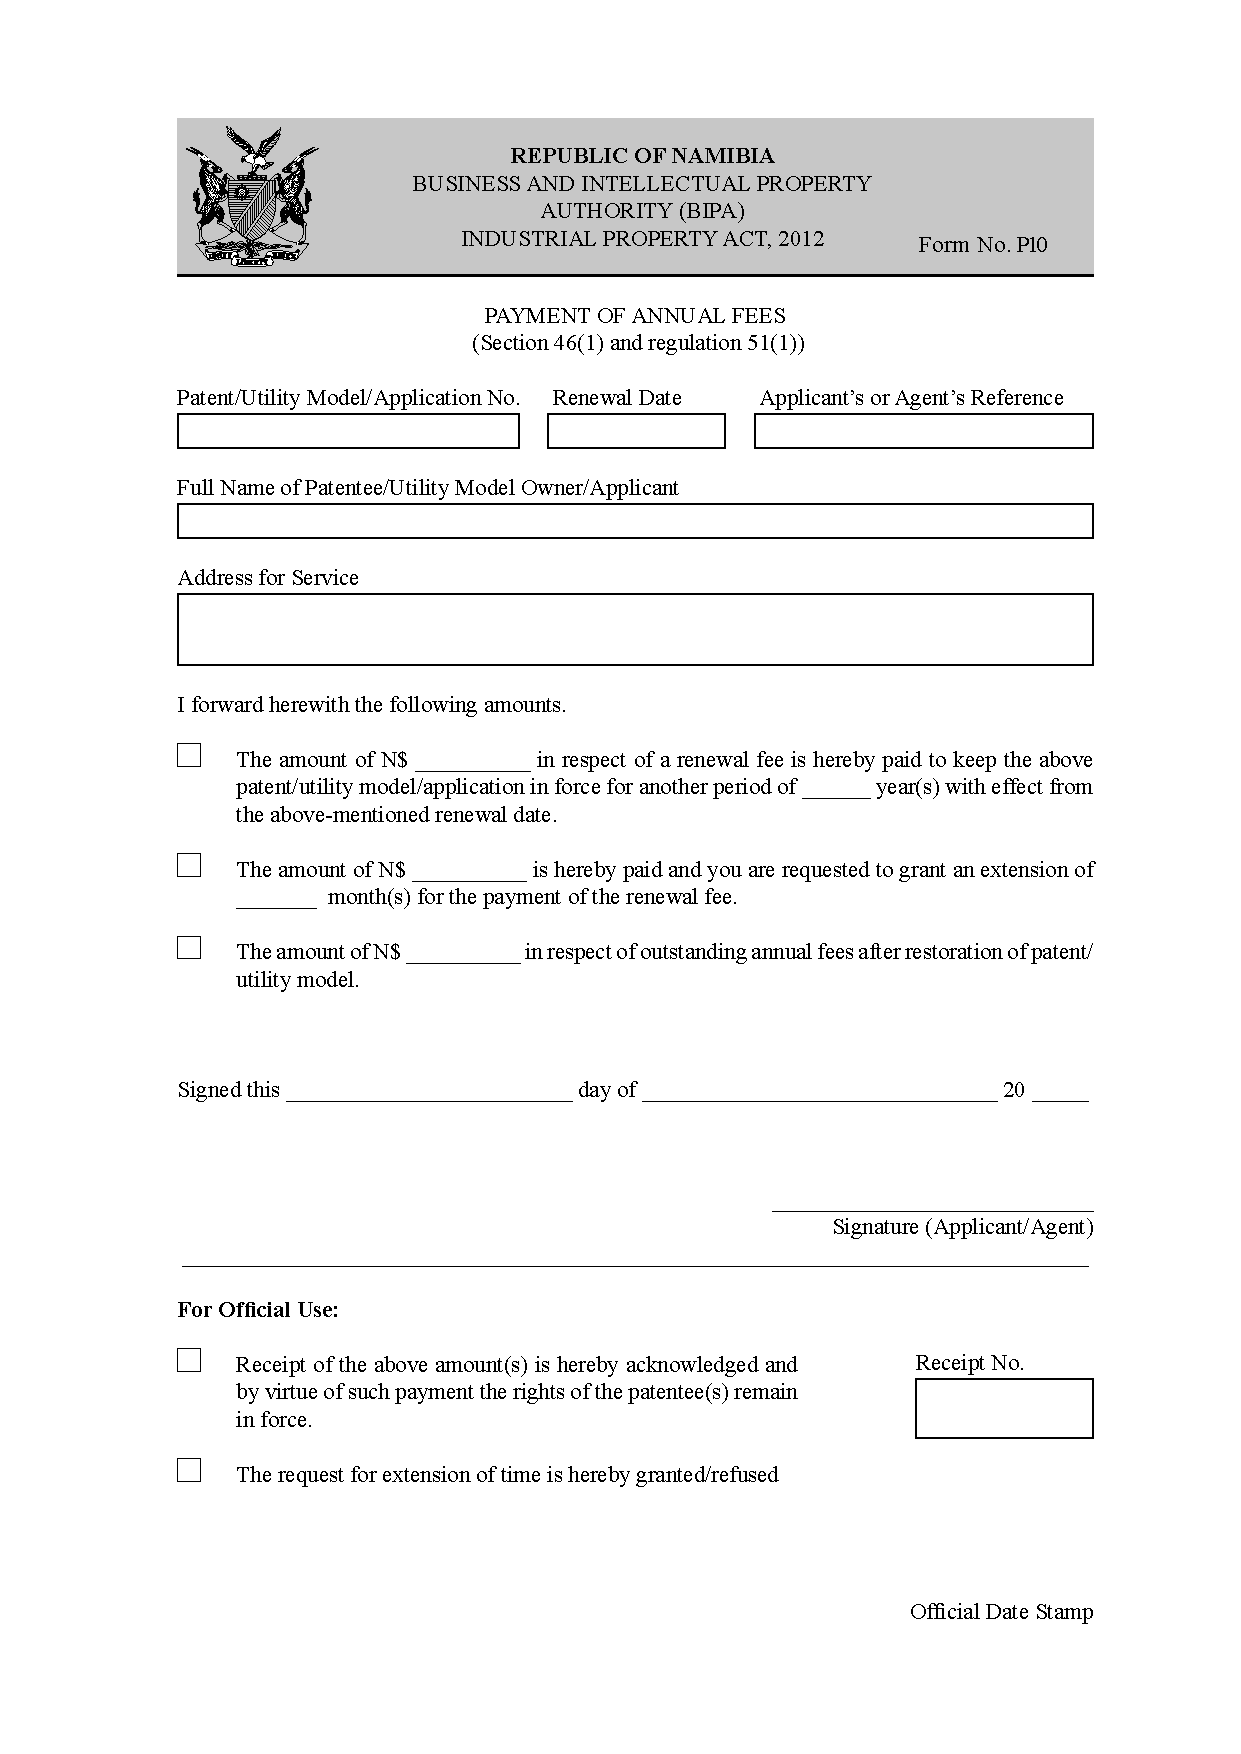 REPUBLIC OF NAMIBIA
BUSINESS AND INTELLECTUAL PROPERTY
AUTHORITY (BIPA)
INDUSTRIAL PROPERTY ACT, 2012
Form No. Pl0
PAYMENT OF ANNUAL FEES
(Section 46(1) and regulation 51(1))
Patent/Utility Model/Application No. Renewal Date Applicant’s or Agent’s Reference
Full Name of Patentee/Utility Model Owner/Applicant
Address for Service
I forward herewith the following amounts.
The amount of N$ __________ in respect of a renewal fee is hereby paid to keep the above
patent/utility model/application in force for another period of ______ year(s) with effect from
the above-mentioned renewal date.
The amount of N$ __________ is hereby paid and you are requested to grant an extension of
_______ month(s) for the payment of the renewal fee.
The amount of N$ __________ in respect of outstanding annual fees after restoration of patent/
utility model.
Signed this _________________________ day of _______________________________ 20 _____
Signature (Applicant/Agent)
For Official Use:
Receipt of the above amount(s) is hereby acknowledged and
by virtue of such payment the rights of the patentee(s) remain
in force.
Receipt No.
The request for extension of time is hereby granted/refused
Official Date Stamp